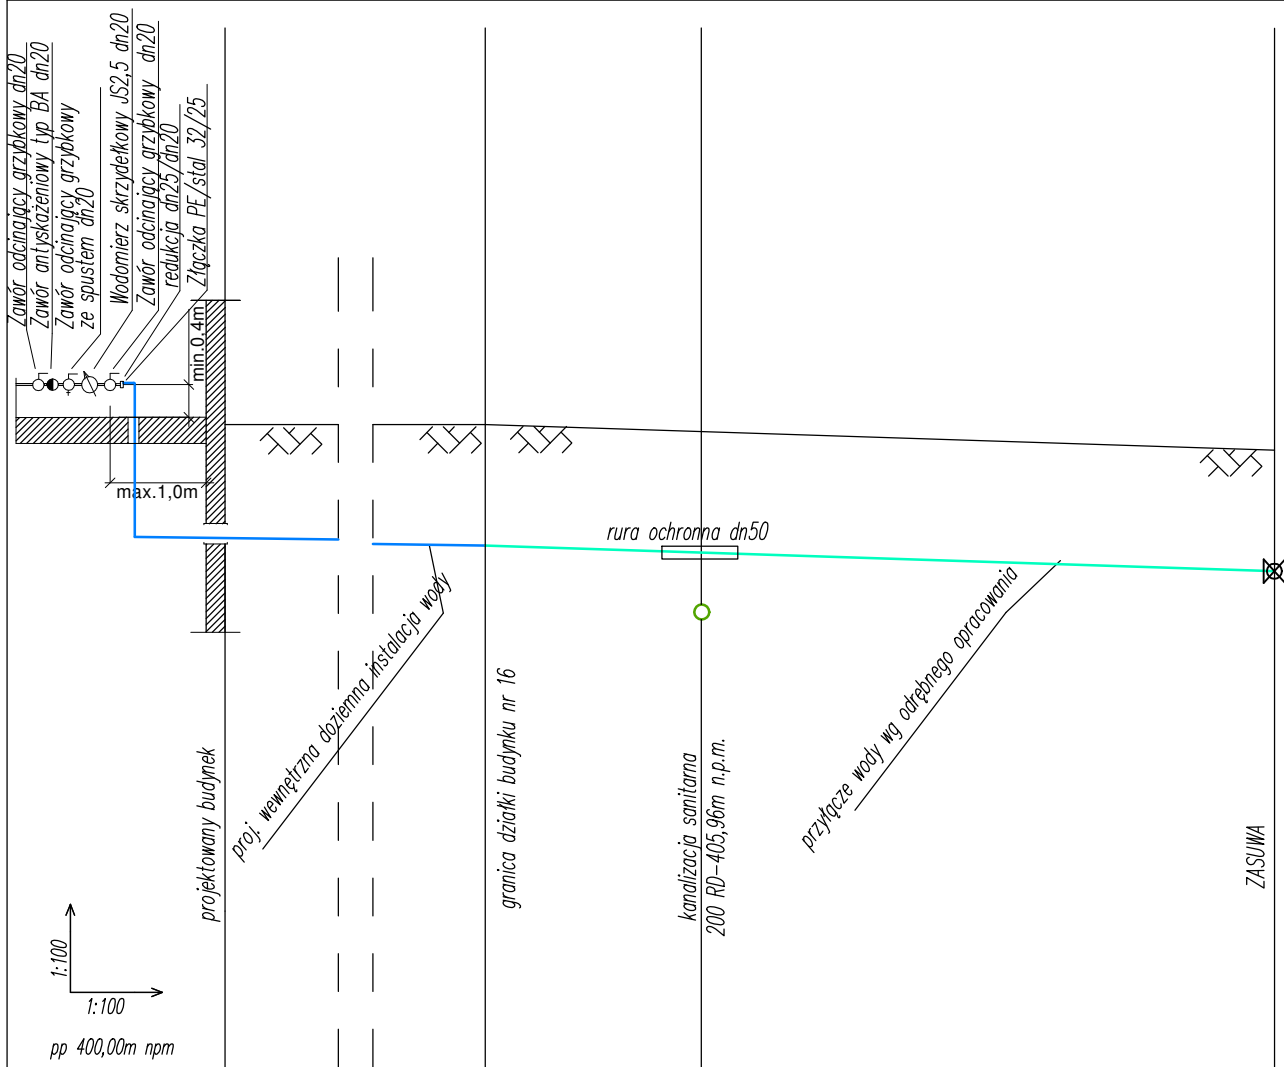 Zawór odcinający grzybkowy dn20
Zawór antyskażeniowy typ BA dn20
Zawór odcinający grzybkowy
ze spustem dn20
Wodomierz skrzydełkowy JS2,5 dn20
Zawór odcinający grzybkowy dn20
redukcja dn25/dn20
Złączka PE/stal 32/25
min.0,4m
max.1,0m
rura ochronna dn50
proj. wewnętrzna doziemna instalacja wody
przyłącze wody wg odrębnego opracowania
projektowany budynek
granica działki budynku nr 16
kanalizacja sanitarna
200 RD-405,96m n.p.m.
ZASUWA
1:100
1:100
pp 400,00m npm